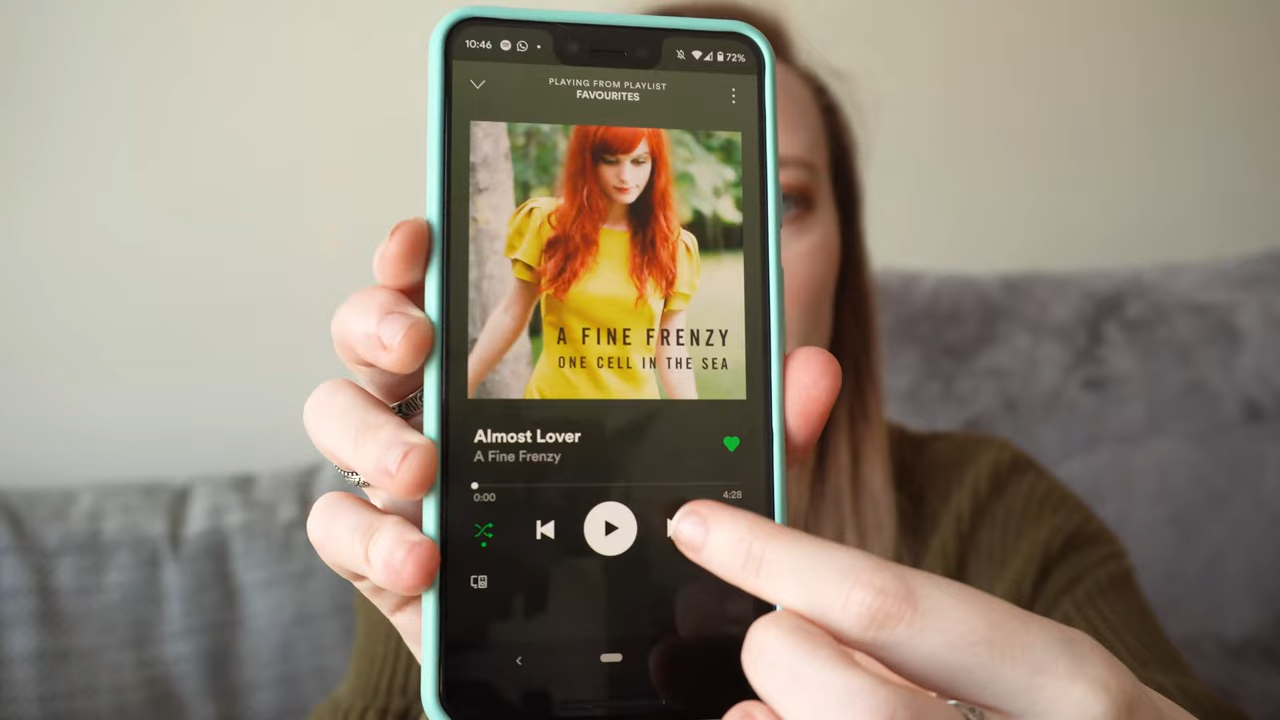 10:46
72%
PLAYING FROM PLAYLIST
FAVOURITES
A FINE FRENZY
ONE CELL IN THE SEA
Almost Lover
A Fine Frenzy
0:00
4:28